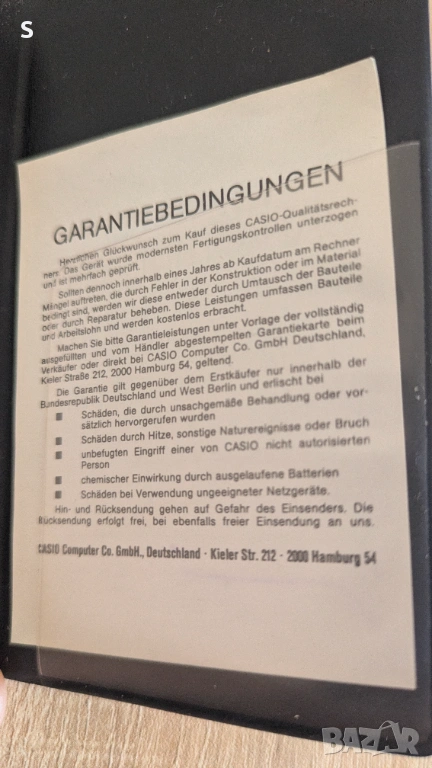 S
GARANTIEBEDINGUNGEN
Herzlichen Glückwunsch zum Kauf dieses CASIO-Qualitätsrech-
ners. Das Gerät wurde modernsten Fertigungskontrollen unterzogen
und ist mehrfach geprüft.
Sollten dennoch innerhalb eines Jahres ab Kaufdatum am Rechner
Mängel auftreten, die durch Fehler in der Konstruktion oder im Material
bedingt sind, werden wir diese entweder durch Umtausch der Bauteile
oder durch Reparatur beheben. Diese Leistungen umfassen Bauteile
und Arbeitslohn und werden kostenlos erbracht.
Machen Sie bitte Garantieleistungen unter Vorlage der vollständig
ausgefüllten und vom Händler abgestempelten Garantiekarte beim
Verkäufer oder direkt bei CASIO Computer Co. GmbH Deutschland,
Kieler Straße 212, 2000 Hamburg 54, geltend.
Die Garantie gilt gegenüber dem Erstkäufer nur innerhalb der
Bundesrepublik Deutschland und West Berlin und erlischt bei
■ Schäden, die durch unsachgemäße Behandlung oder vor-
sätzlich hervorgerufen wurden
■ Schäden durch Hitze, sonstige Naturereignisse oder Bruch
■ unbefugten Eingriff einer von CASIO nicht autorisierten
Person
■ chemischer Einwirkung durch ausgelaufene Batterien
■ Schäden bei Verwendung ungeeigneter Netzgeräte.
Hin- und Rücksendung gehen auf Gefahr des Einsenders. Die
Rücksendung erfolgt frei, bei ebenfalls freier Einsendung an uns.
CASIO Computer Co. GmbH., Deutschland · Kieler Str. 212 · 2000 Hamburg 54
BAZAR